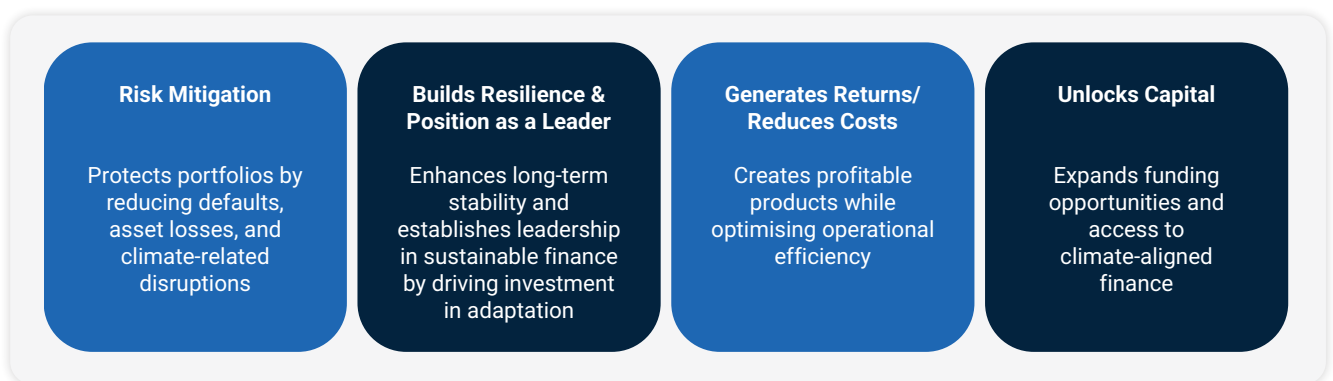 Risk Mitigation
Protects portfolios by
reducing defaults,
asset losses, and
climate-related
disruptions
Builds Resilience &
Position as a Leader
Enhances long-term
stability and
establishes leadership
in sustainable finance
by driving investment
in adaptation
Generates Returns/
Reduces Costs
Creates profitable
products while
optimising operational
efficiency
Unlocks Capital
Expands funding
opportunities and
access to
climate-aligned
finance